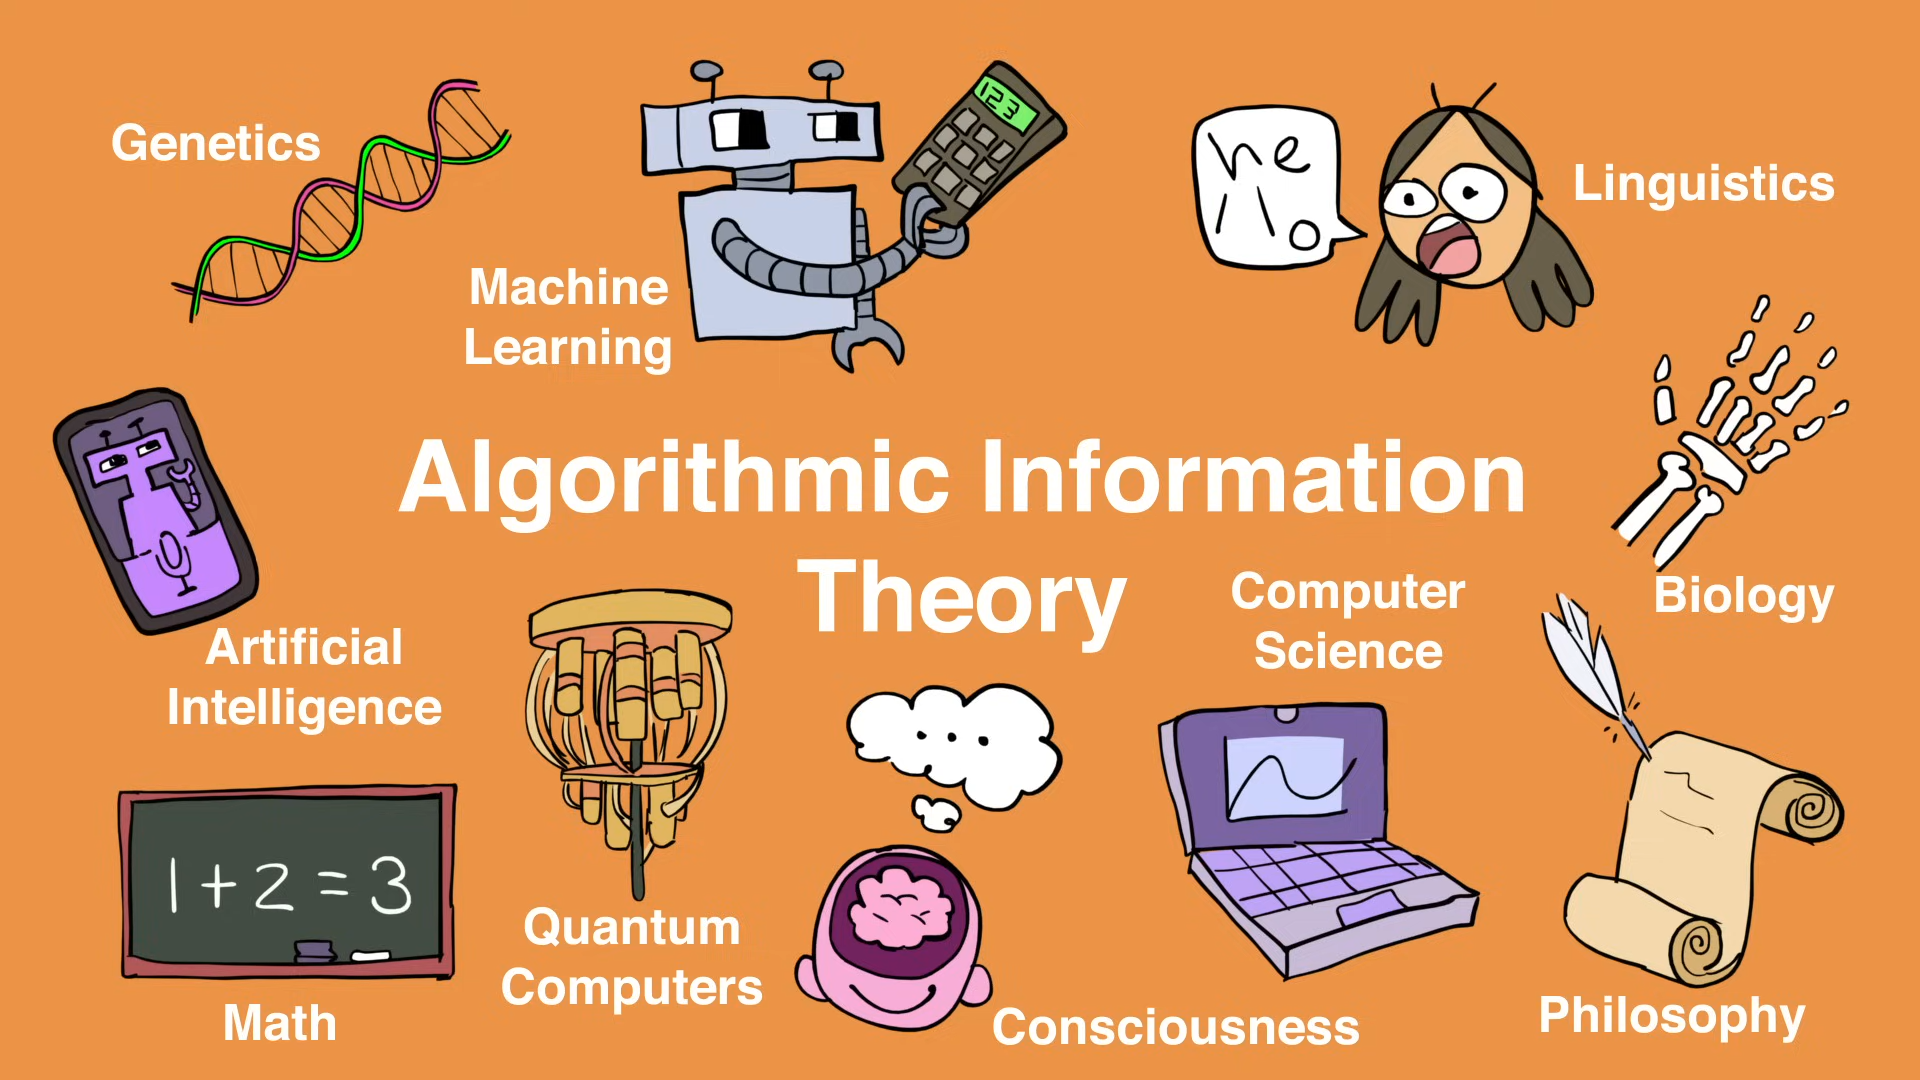 Genetics
Machine
Learning
123
he
llo
Linguistics
Algorithmic Information
Theory
Artificial
Intelligence
Computer
Science
Biology
1+2=3
Math
Quantum
Computers
...
Consciousness
Philosophy